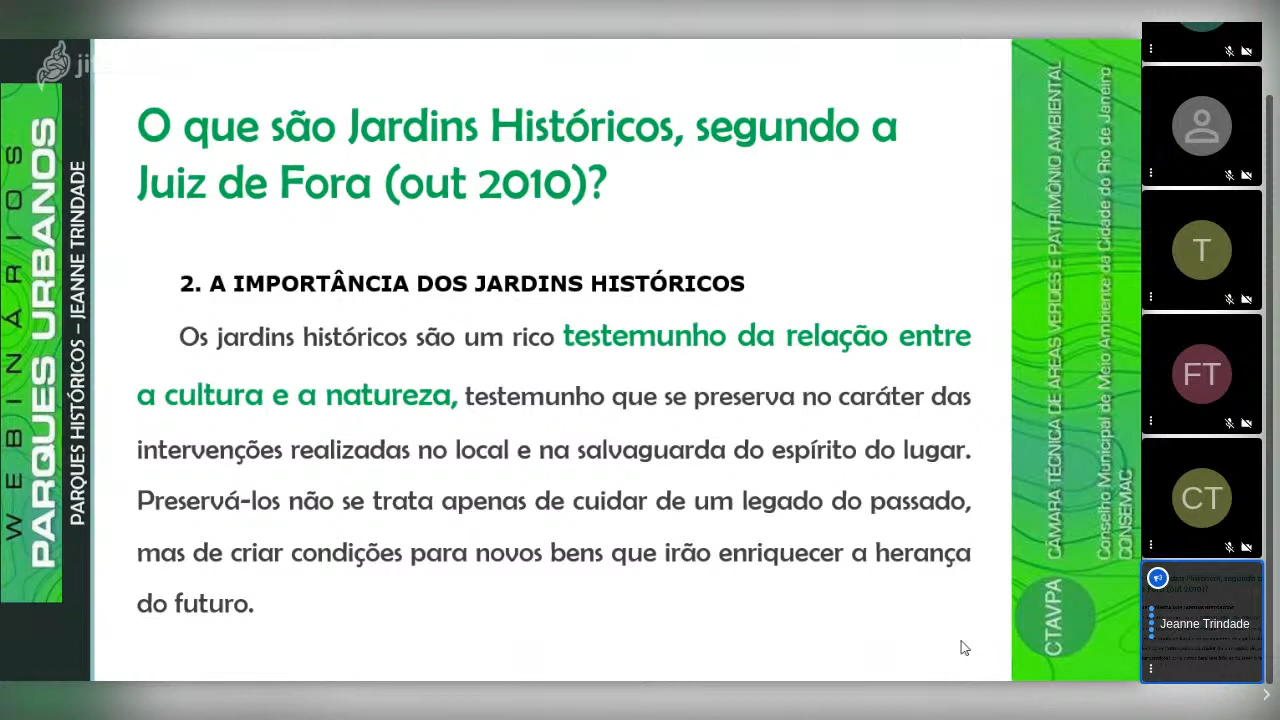 ji
WEBINÁRIOS
PARQUES URBANOS
PARQUES HISTÓRICOS – JEANNE TRINDADE
O que são Jardins Históricos, segundo a
Juiz de Fora (out 2010)?
2. A IMPORTÂNCIA DOS JARDINS HISTÓRICOS
Os jardins históricos são um rico testemunho da relação entre
a cultura e a natureza, testemunho que se preserva no caráter das
intervenções realizadas no local e na salvaguarda do espírito do lugar.
Preservá-los não se trata apenas de cuidar de um legado do passado,
mas de criar condições para novos bens que irão enriquecer a herança
do futuro.
CTAVPA
CÂMARA TÉCNICA DE ÁREAS VERDES E PATRIMÔNIO AMBIENTAL
Conselho Municipal de Meio Ambiente da Cidade do Rio de Janeiro
CONSEMAC
T
FT
CT
Jeanne Trindade